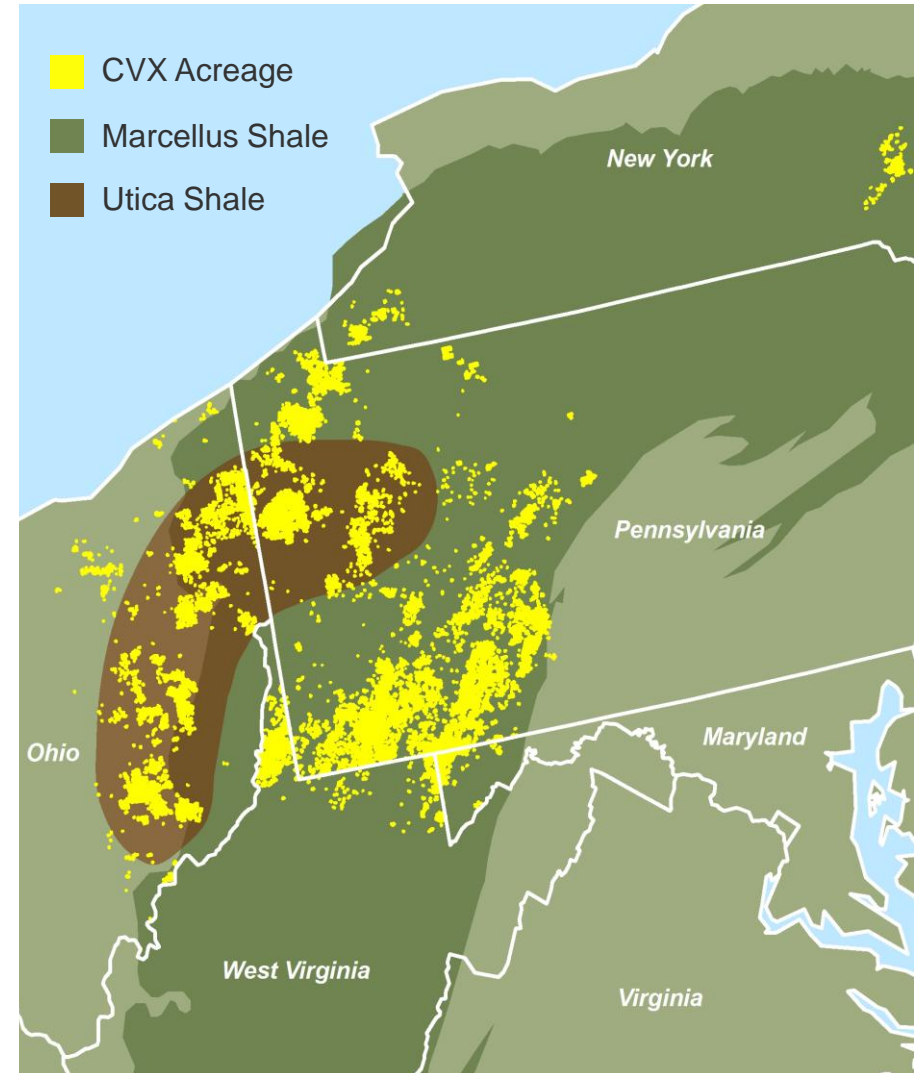 CVX Acreage
Marcellus Shale
Utica Shale
New York
Pennsylvania
Ohio
Maryland
West Virginia
Virginia